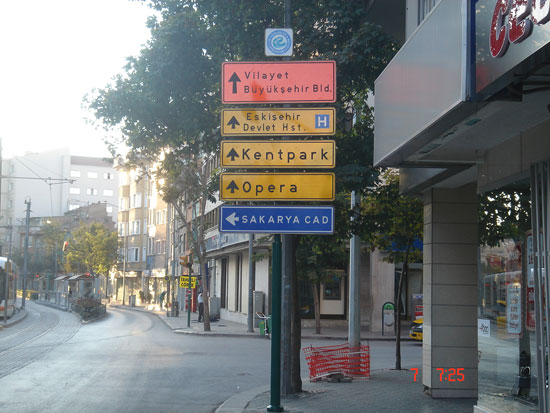 Vilayet
Büyükşehir Bld.
Eskişehir
Devlet Hst. H
Kentpark
Opera
SAKARYA CAD
7 7:25